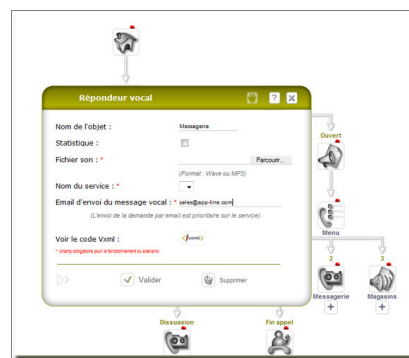 Répondeur vocal
? X
Nom de l'objet : Messagerie
Ouvert
Statistique :
Fichier son : * Parcourir...
(Format : Wave ou MP3)
Nom du service : *
Email d'envoi du message vocal : * sales@app-line.com
(L'envoi de la demande par email est prioritaire sur le service)
Menu
Voir le code Vxml : </vxml>
* champ obligatoire pour le fonctionnement du scénario.
2 3
Valider Supprimer
Messagerie Magasins
+ +
Dissuasion Fin appel